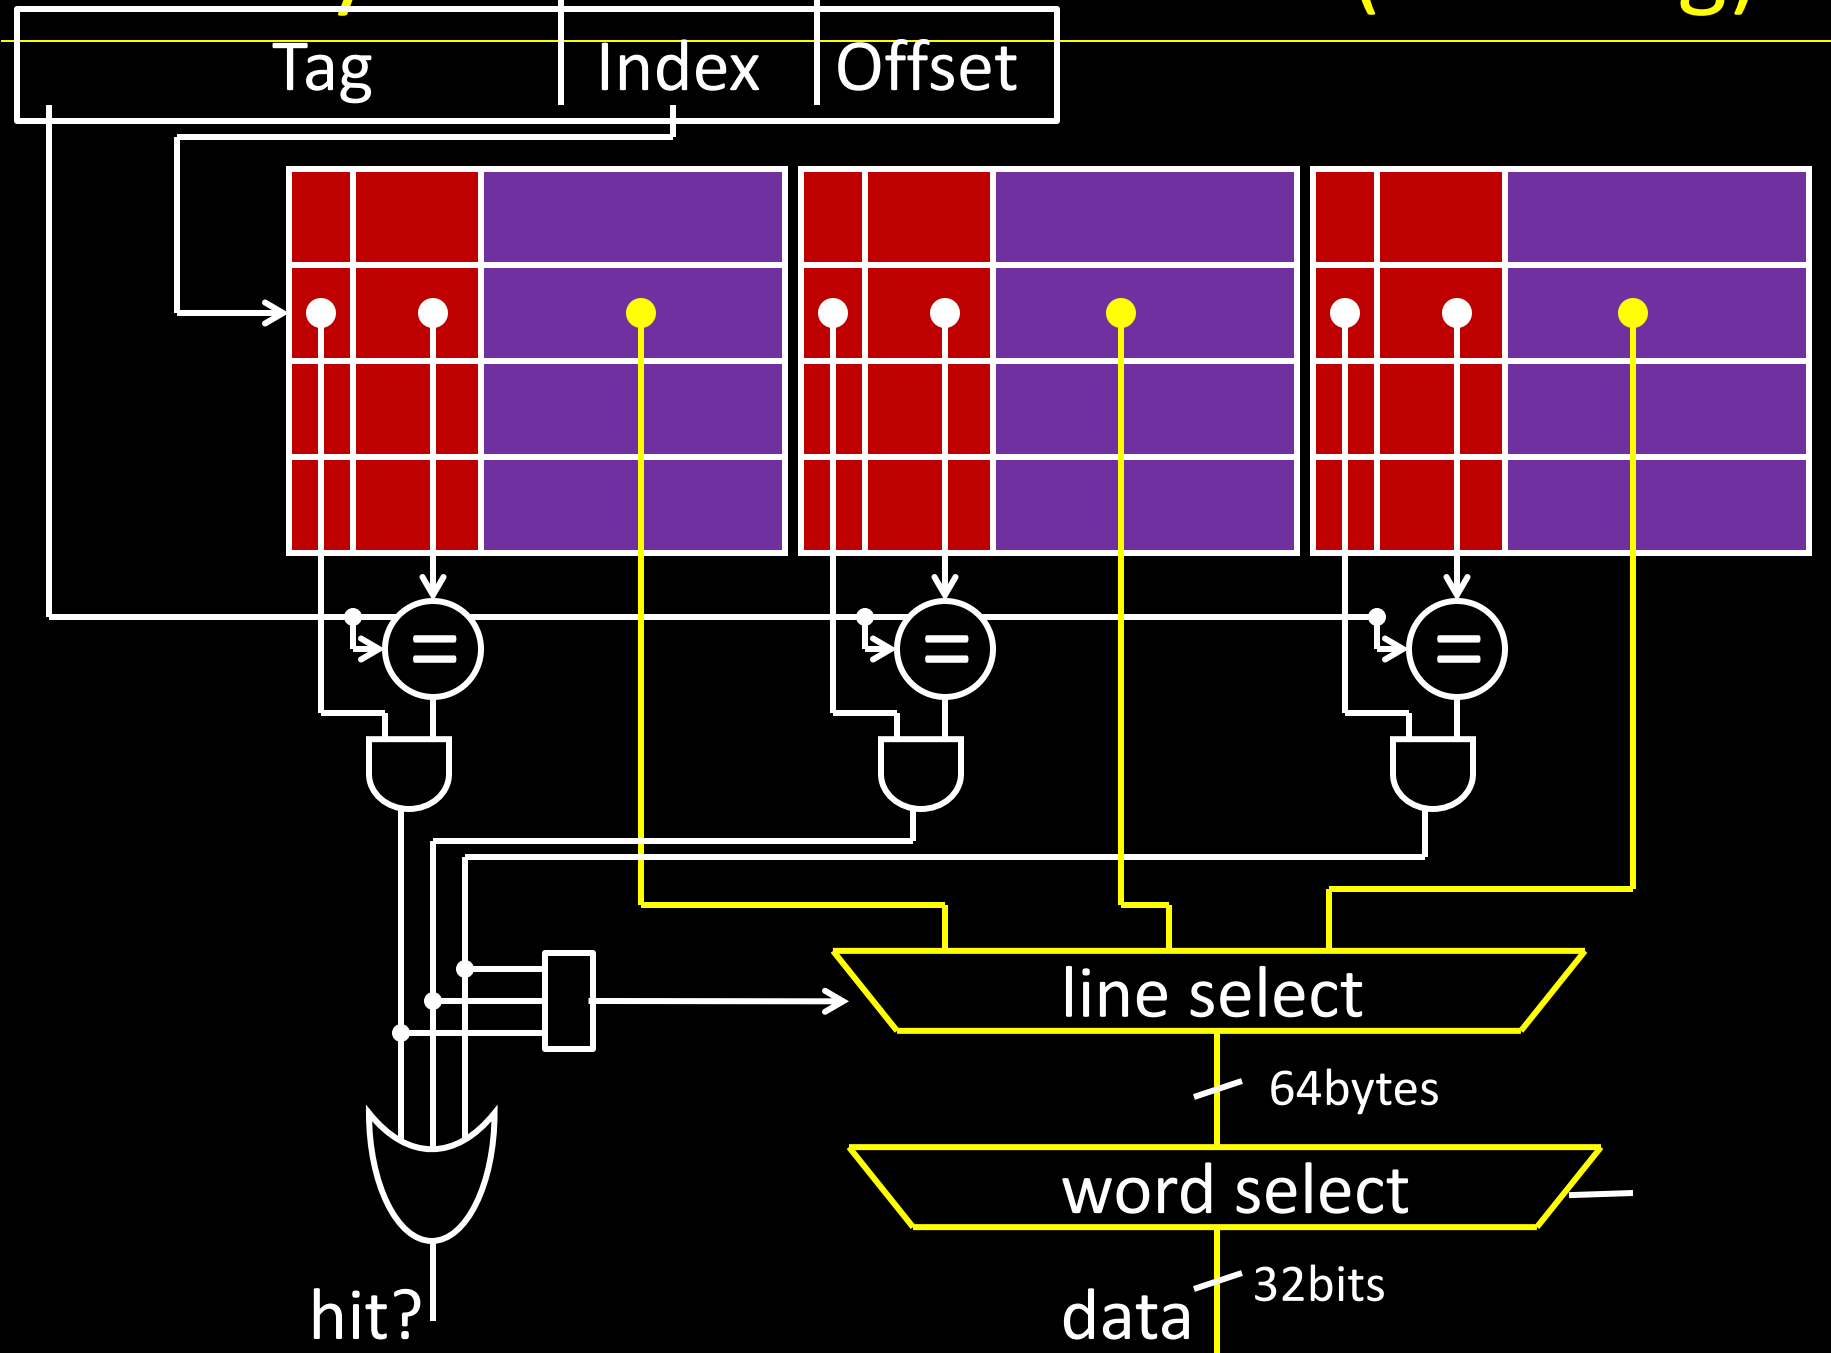 Tag Index Offset
=
=
=
line select
64bytes
word select
32bits
hit?
data